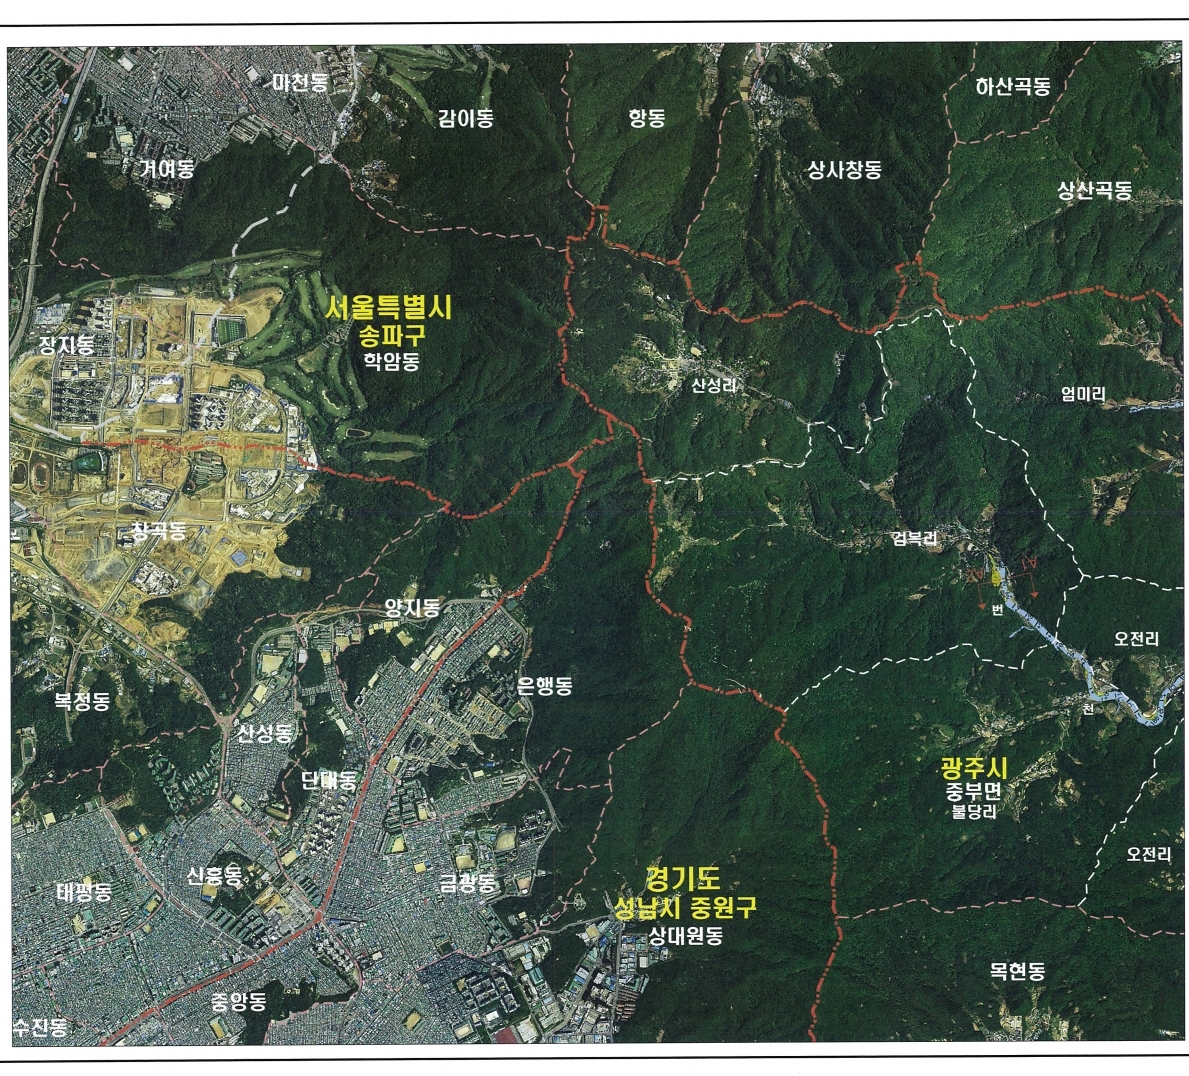 마천동
감이동
항동
하산곡동
거여동
상사창동
상산곡동
서울특별시
송파구
학암동
장지동
산성리
엄미리
창곡동
검복리
양지동
번
오전리
은행동
복정동
천
산성동
단대동
광주시
중부면
불당리
신흥동
태평동
금광동
경기도
성남시 중원구
상대원동
오전리
목현동
중앙동
수진동